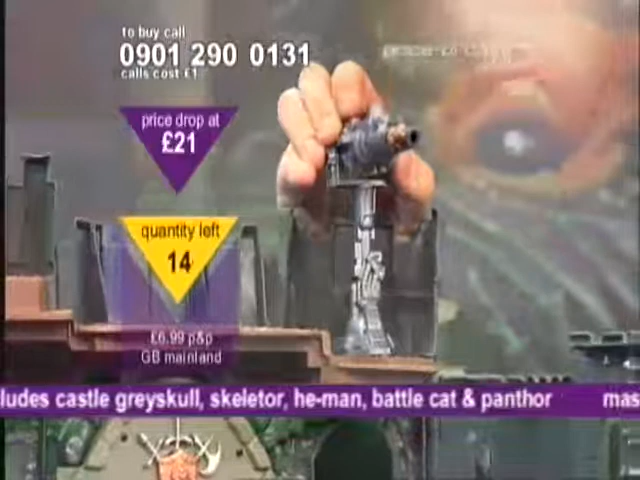 to buy call
0901 290 0131
calls cost £1
price drop at
£21
quantity left
14
£6.99 p&p
GB mainland
ludes castle greyskull, skeletor, he-man, battle cat & panthor mas